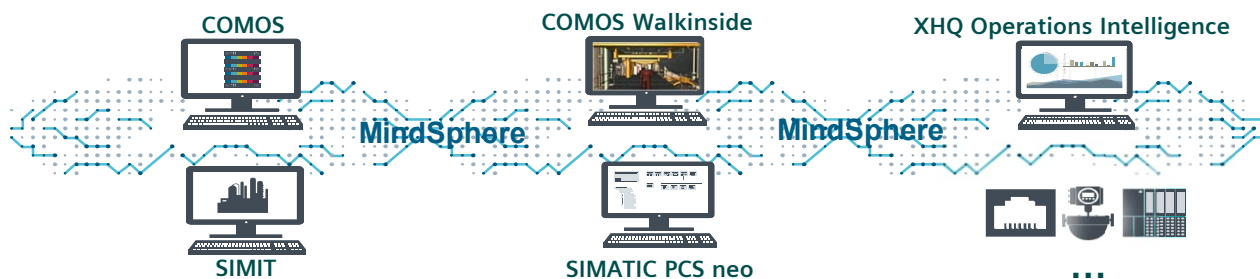 COMOS
COMOS Walkinside
XHQ Operations Intelligence
MindSphere
MindSphere
SIMIT
SIMATIC PCS neo
...